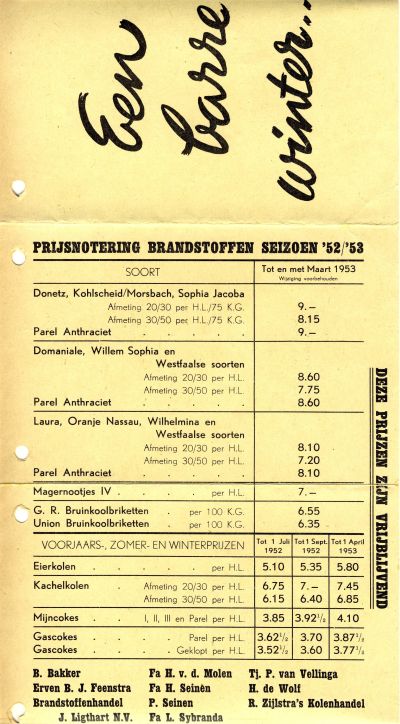 Een
barre
winter...
PRIJSNOTERING BRANDSTOFFEN SEIZOEN '52/'53
SOORT
Tot en met Maart 1953
Wijziging voorbehouden
Donetz, Kohlscheid/Morsbach, Sophia Jacoba
Afmeting 20/30 per H.L./75 K.G. 9.–
Afmeting 30/50 per H.L./75 K.G. 8.15
Parel Anthraciet . . . . . 9.–
Domaniale, Willem Sophia en
Westfaalse soorten
Afmeting 20/30 per H.L. 8.60
Afmeting 30/50 per H.L. 7.75
Parel Anthraciet . . . . . 8.60
Laura, Oranje Nassau, Wilhelmina en
Westfaalse soorten
Afmeting 20/30 per H.L. 8.10
Afmeting 30/50 per H.L. 7.20
Parel Anthraciet . . . . . 8.10
Magernootjes IV . . . . per H.L. 7.–
G. R. Bruinkoolbriketten . per 100 K.G. 6.55
Union Bruinkoolbriketten . per 100 K.G. 6.35
VOORJAARS-, ZOMER- EN WINTERPRIJZEN
Tot 1 Juli 1952
Tot 1 Sept. 1952
Tot 1 April 1953
Eierkolen . . . . . per H.L. 5.10 5.35 5.80
Kachelkolen . Afmeting 20/30 per H.L. 6.75 7.– 7.45
Afmeting 30/50 per H.L. 6.15 6.40 6.85
Mijncokes . I, II, III en Parel per H.L. 3.85 3.92½ 4.10
Gascokes . . . . Parel per H.L. 3.62½ 3.70 3.87½
Gascokes . . . Geklopt per H.L. 3.52½ 3.60 3.77½
DEZE PRIJZEN ZIJN VRIJBLIJVEND
B. Bakker
Erven B. J. Feenstra
Brandstoffenhandel
J. Ligthart N.V.
Fa H. v. d. Molen
Fa H. Seinèn
P. Seinen
Fa L. Sybranda
Tj. P. van Vellinga
H. de Wolf
R. Zijlstra's Kolenhandel